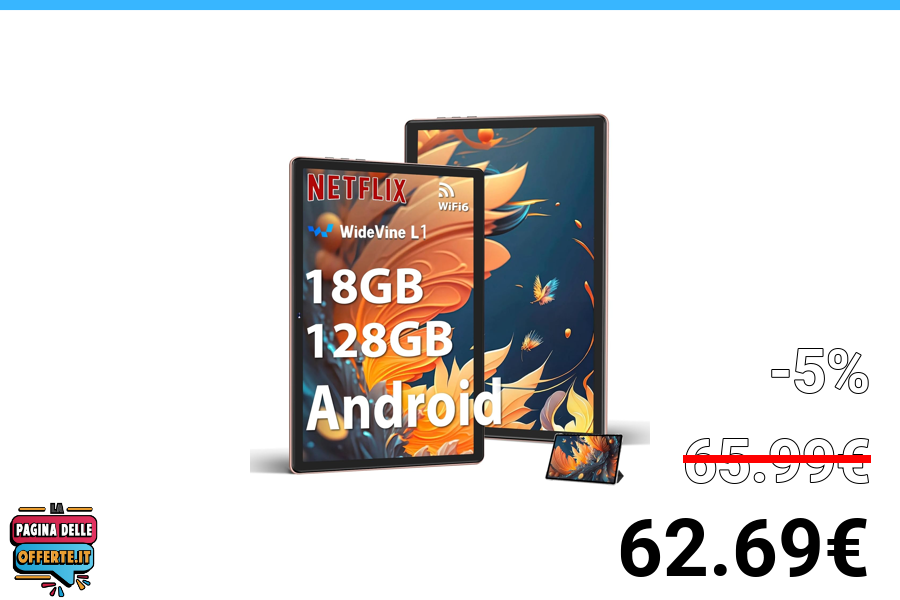 NETFLIX
WiFi6
WideVine L1
18GB
128GB
Android
-5%
65.99€
62.69€
LA
PAGINA DELLE
OFFERTE.IT